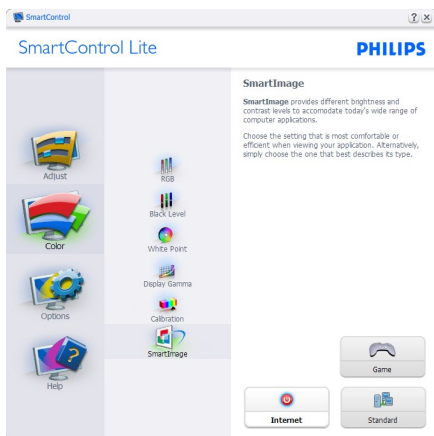 SmartControl
SmartControl Lite
PHILIPS
Adjust
Color
Options
Help
RGB
Black Level
White Point
Display Gamma
Calibration
SmartImage
SmartImage
SmartImage provides different brightness and
contrast levels to accomodate today's wide range of
computer applications.
Choose the setting that is most comfortable or
efficient when viewing your application. Alternatively,
simply choose the one that best describes its type.
Game
Internet
Standard